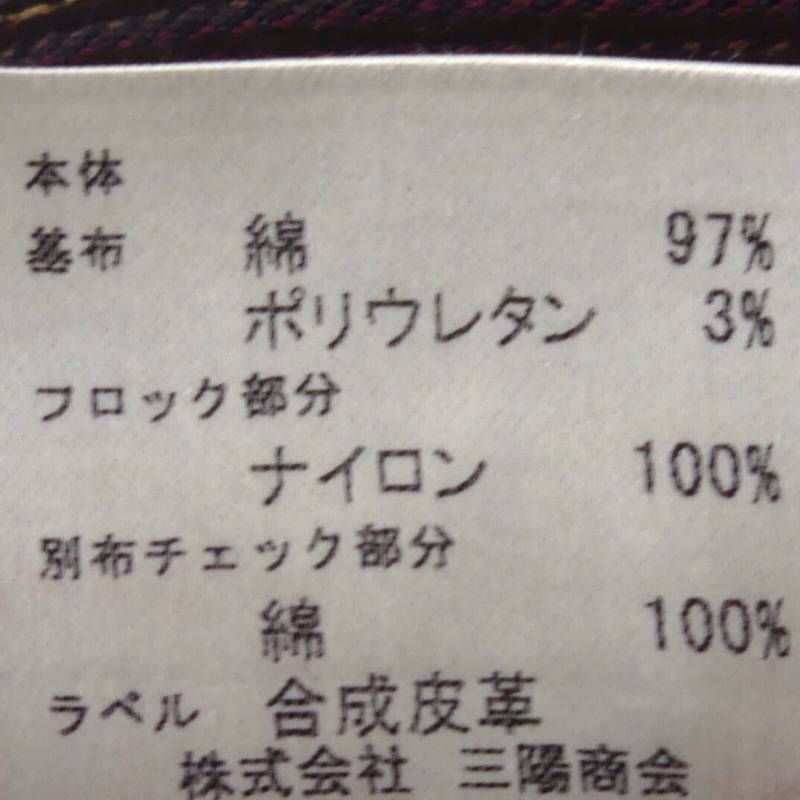 本体
基布 綿 97%
ポリウレタン 3%
フロック部分
ナイロン 100%
別布チェック部分
綿 100%
ラペル 合成皮革
株式会社 三陽商会